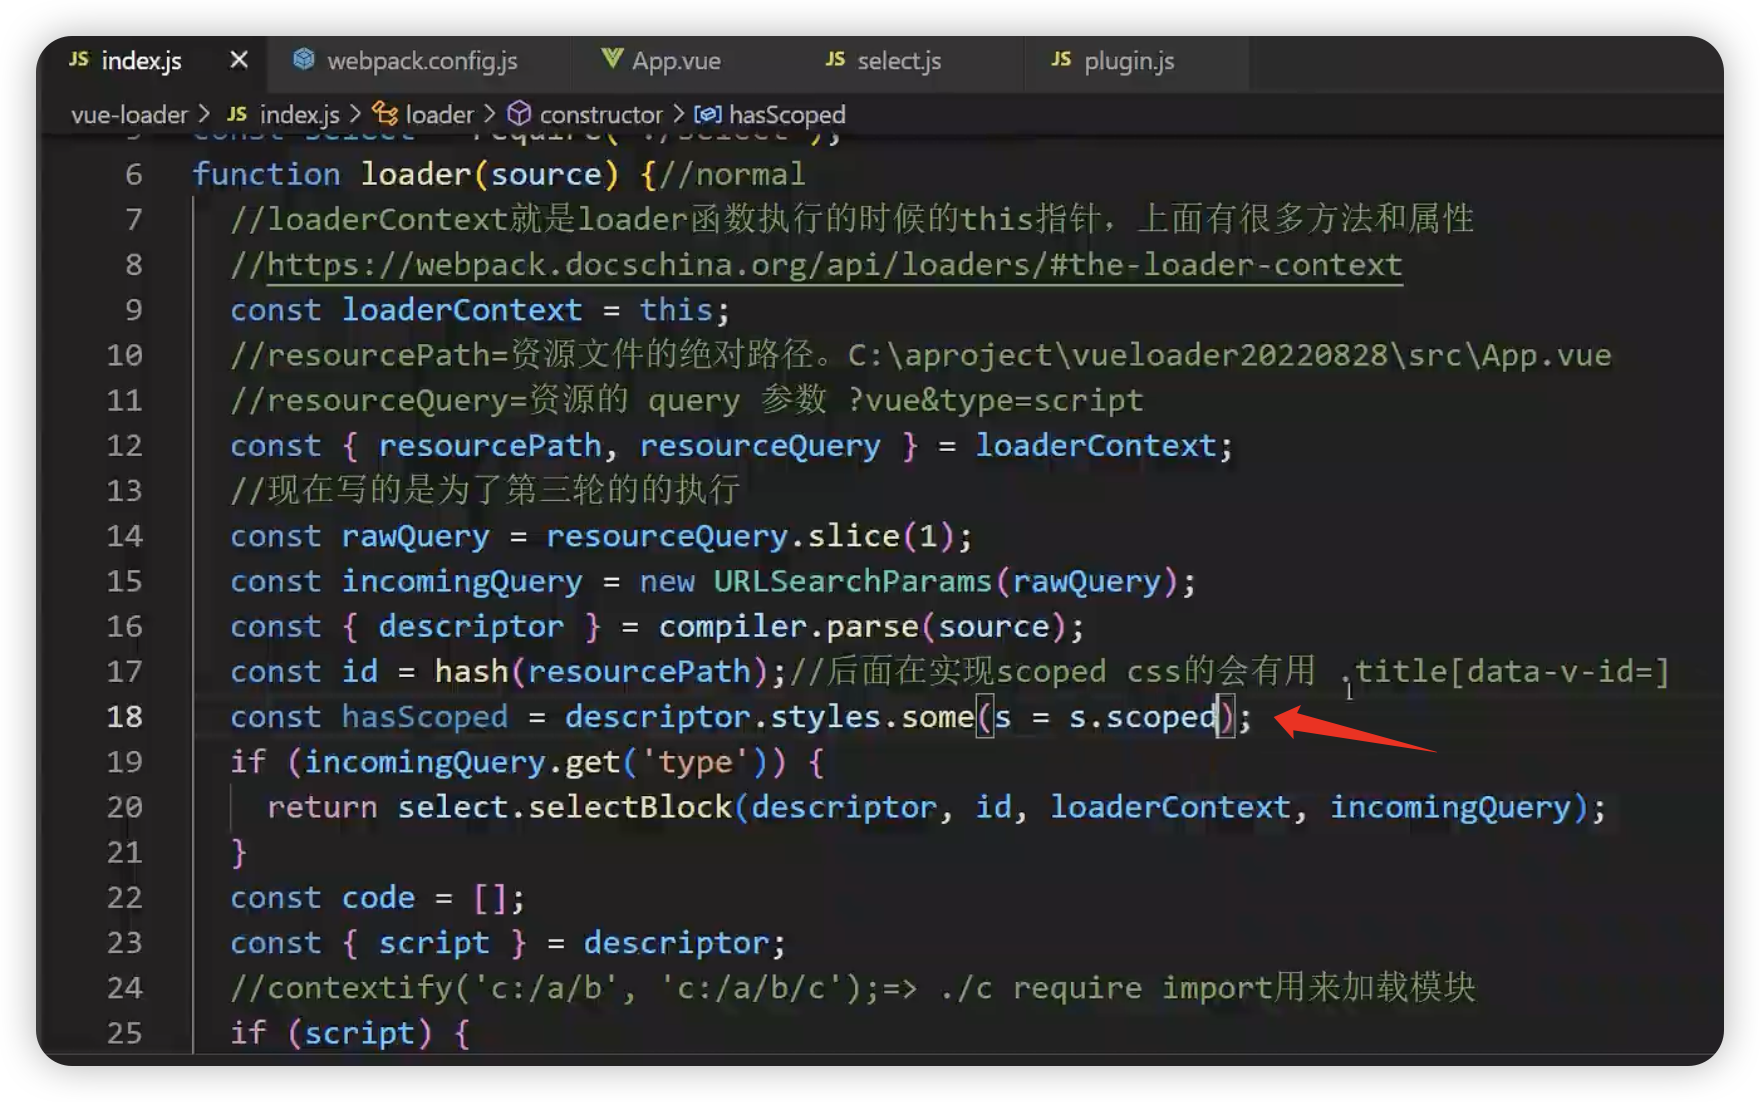 JS index.js × webpack.config.js App.vue JS select.js JS plugin.js
vue-loader > JS index.js > loader > constructor > hasScoped
const select = require('./select');
6 function loader(source) {//normal
7 //loaderContext就是loader函数执行的时候的this指针，上面有很多方法和属性
8 //https://webpack.docschina.org/api/loaders/#the-loader-context
9 const loaderContext = this;
10 //resourcePath=资源文件的绝对路径。C:\aproject\vueloader20220828\src\App.vue
11 //resourceQuery=资源的 query 参数 ?vue&type=script
12 const { resourcePath, resourceQuery } = loaderContext;
13 //现在写的是为了第三轮的的执行
14 const rawQuery = resourceQuery.slice(1);
15 const incomingQuery = new URLSearchParams(rawQuery);
16 const { descriptor } = compiler.parse(source);
17 const id = hash(resourcePath);//后面在实现scoped css的会有用 .title[data-v-id=]
18 const hasScoped = descriptor.styles.some(s = s.scoped);
19 if (incomingQuery.get('type')) {
20 return select.selectBlock(descriptor, id, loaderContext, incomingQuery);
21 }
22 const code = [];
23 const { script } = descriptor;
24 //contextify('c:/a/b', 'c:/a/b/c');=> ./c require import用来加载模块
25 if (script) {